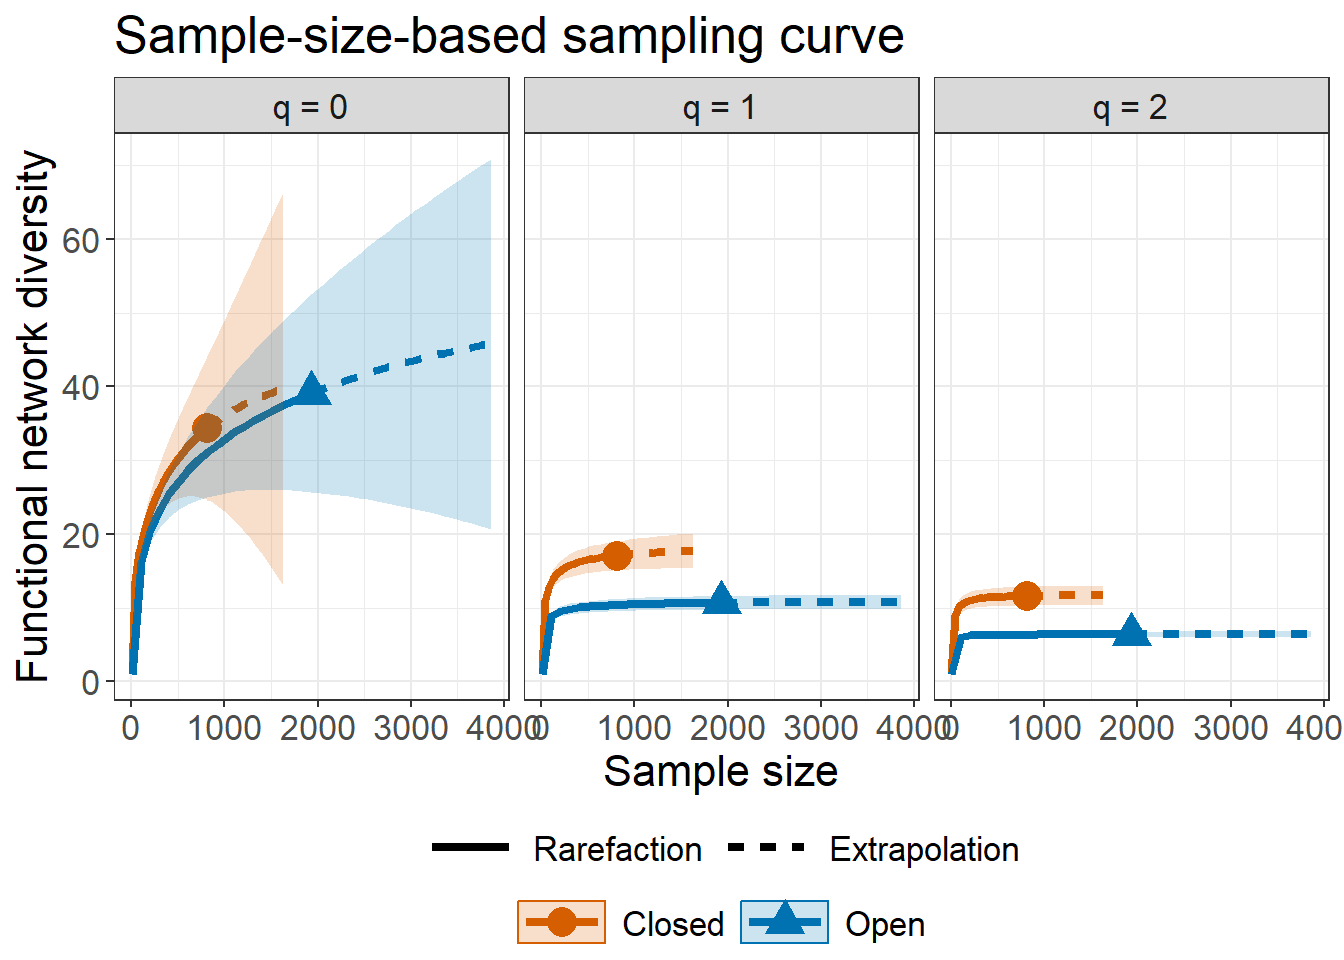 Sample-size-based sampling curve
q = 0
q = 1
q = 2
Functional network diversity
60
40
20
0
0 1000 2000 3000 4000
0 1000 2000 3000 4000
0 1000 2000 3000 400
Sample size
Rarefaction
Extrapolation
Closed
Open